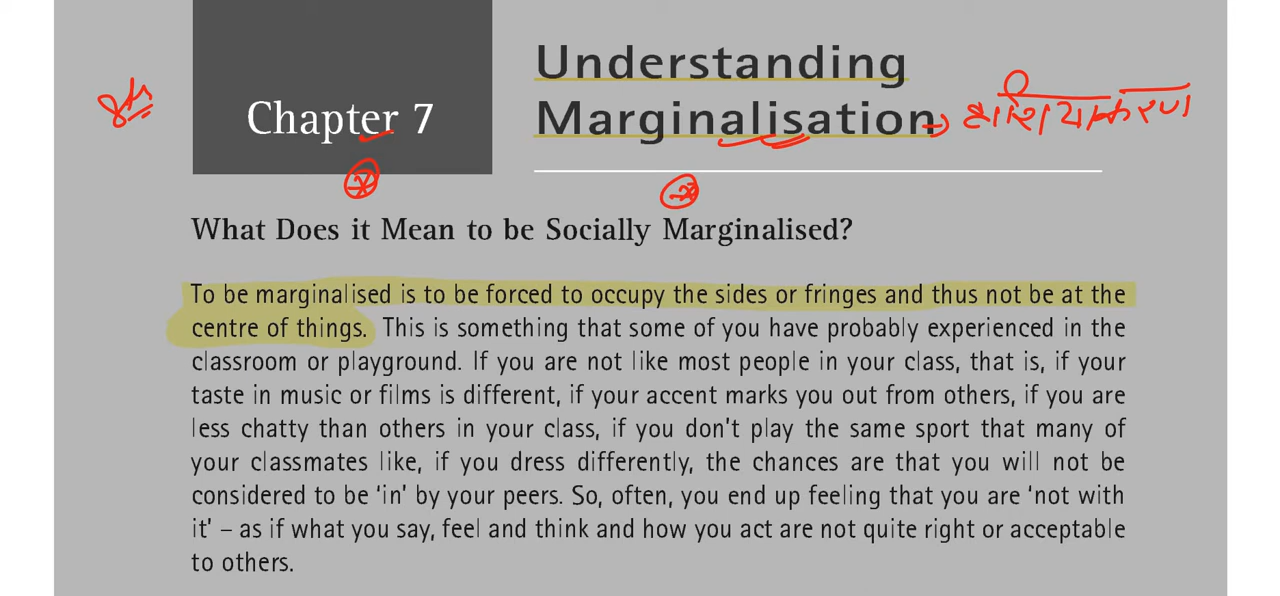 8th
Chapter 7
Understanding
Marginalisation
हाशियाकरण
What Does it Mean to be Socially Marginalised?
To be marginalised is to be forced to occupy the sides or fringes and thus not be at the
centre of things. This is something that some of you have probably experienced in the
classroom or playground. If you are not like most people in your class, that is, if your
taste in music or films is different, if your accent marks you out from others, if you are
less chatty than others in your class, if you don't play the same sport that many of
your classmates like, if you dress differently, the chances are that you will not be
considered to be ‘in’ by your peers. So, often, you end up feeling that you are ‘not with
it’ – as if what you say, feel and think and how you act are not quite right or acceptable
to others.